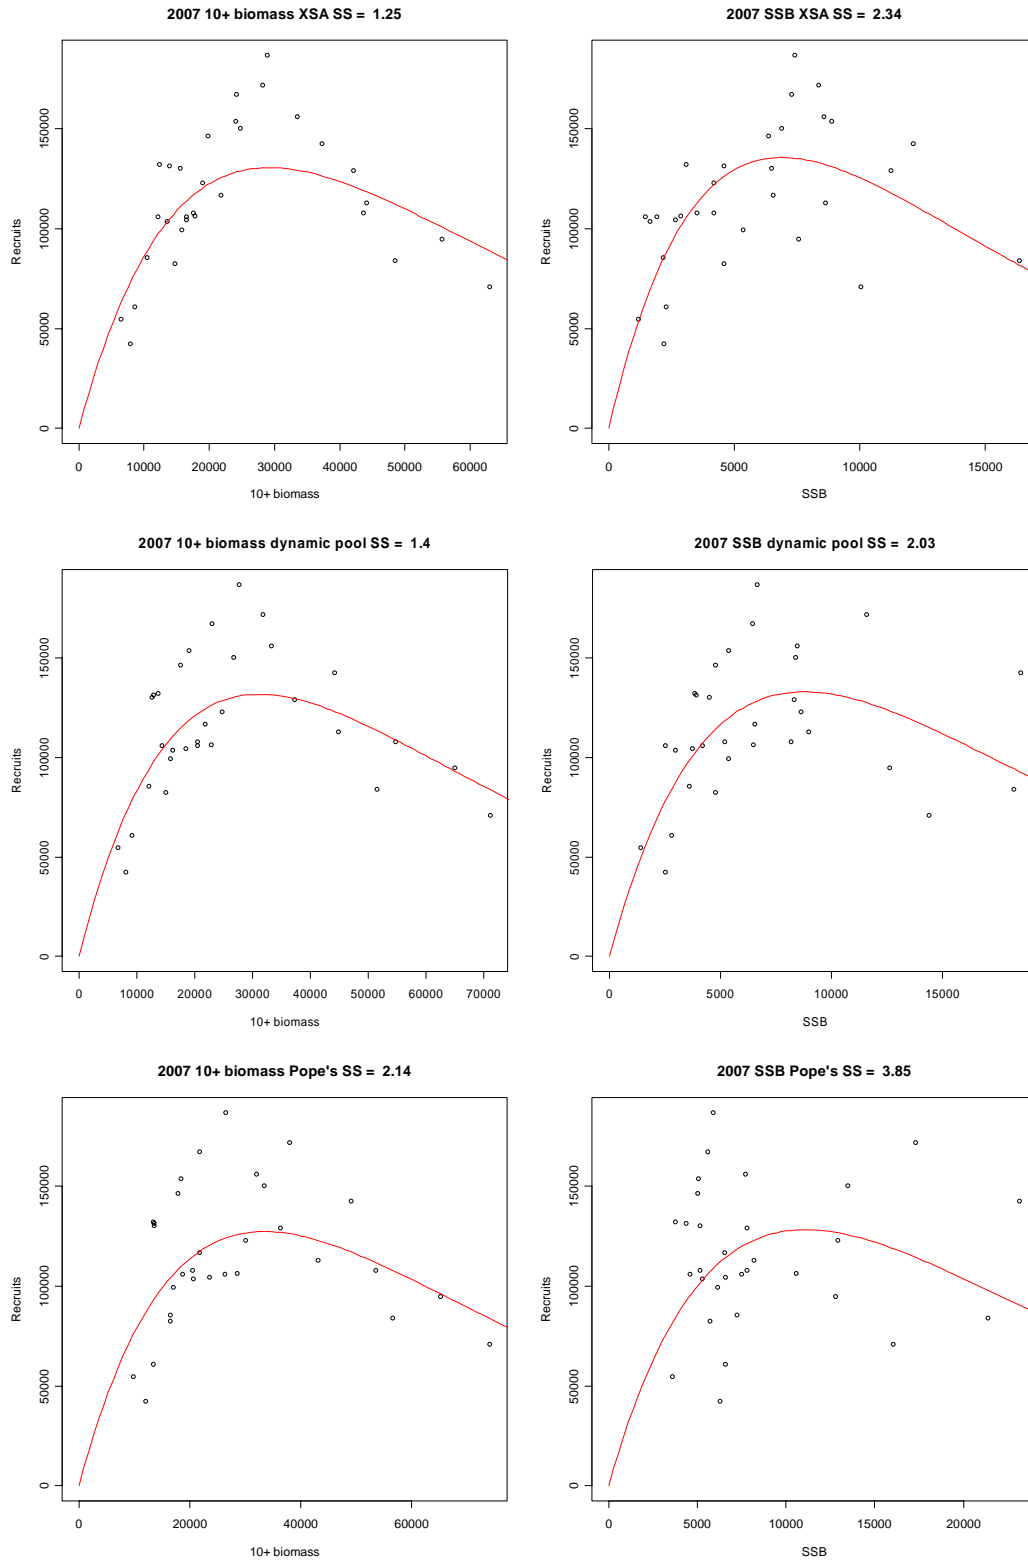 2007 10+ biomass XSA SS = 1.25
150000
100000
50000
0
Recruits
0 10000 20000 30000 40000 50000 60000
10+ biomass
2007 SSB XSA SS = 2.34
150000
100000
50000
0
Recruits
0 5000 10000 15000
SSB
2007 10+ biomass dynamic pool SS = 1.4
150000
100000
50000
0
Recruits
0 10000 20000 30000 40000 50000 60000 70000
10+ biomass
2007 SSB dynamic pool SS = 2.03
150000
100000
50000
0
Recruits
0 5000 10000 15000
SSB
2007 10+ biomass Pope's SS = 2.14
150000
100000
50000
0
Recruits
0 20000 40000 60000
10+ biomass
2007 SSB Pope's SS = 3.85
150000
100000
50000
0
Recruits
0 5000 10000 15000 20000
SSB